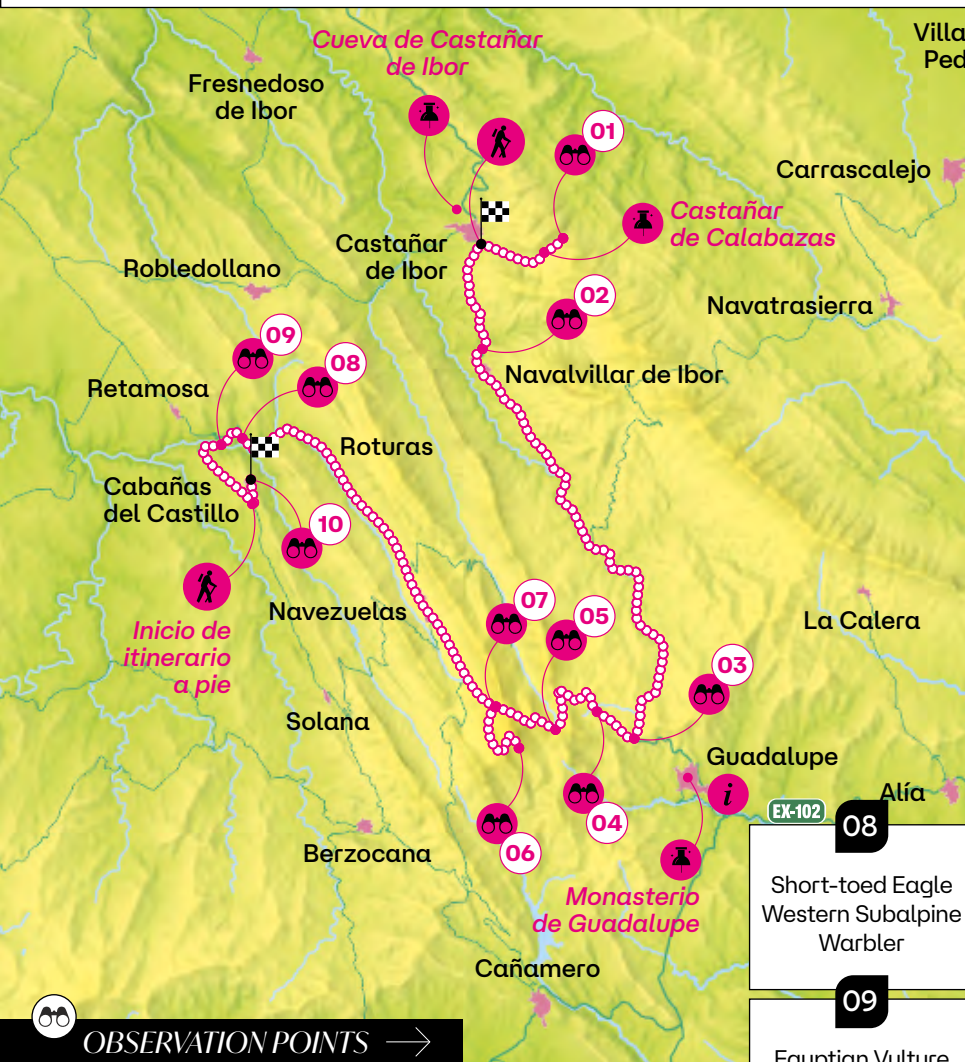 Cueva de Castañar
de Ibor
Villa
Ped
Fresnedoso
de Ibor
01
Carrascalejo
Castañar
de Calabazas
Castañar
de Ibor
Robledollano
02
Navatrasierra
09
08
Retamosa
Navalvillar de Ibor
Roturas
Cabañas
del Castillo
10
Navezuelas
07
05
La Calera
Inicio de
itinerario
a pie
03
Solana
Guadalupe
i
Alía
04
EX-102
06
Berzocana
Monasterio
de Guadalupe
Cañamero
08
Short-toed Eagle
Western Subalpine
Warbler
09
Egyptian Vulture
OBSERVATION POINTS